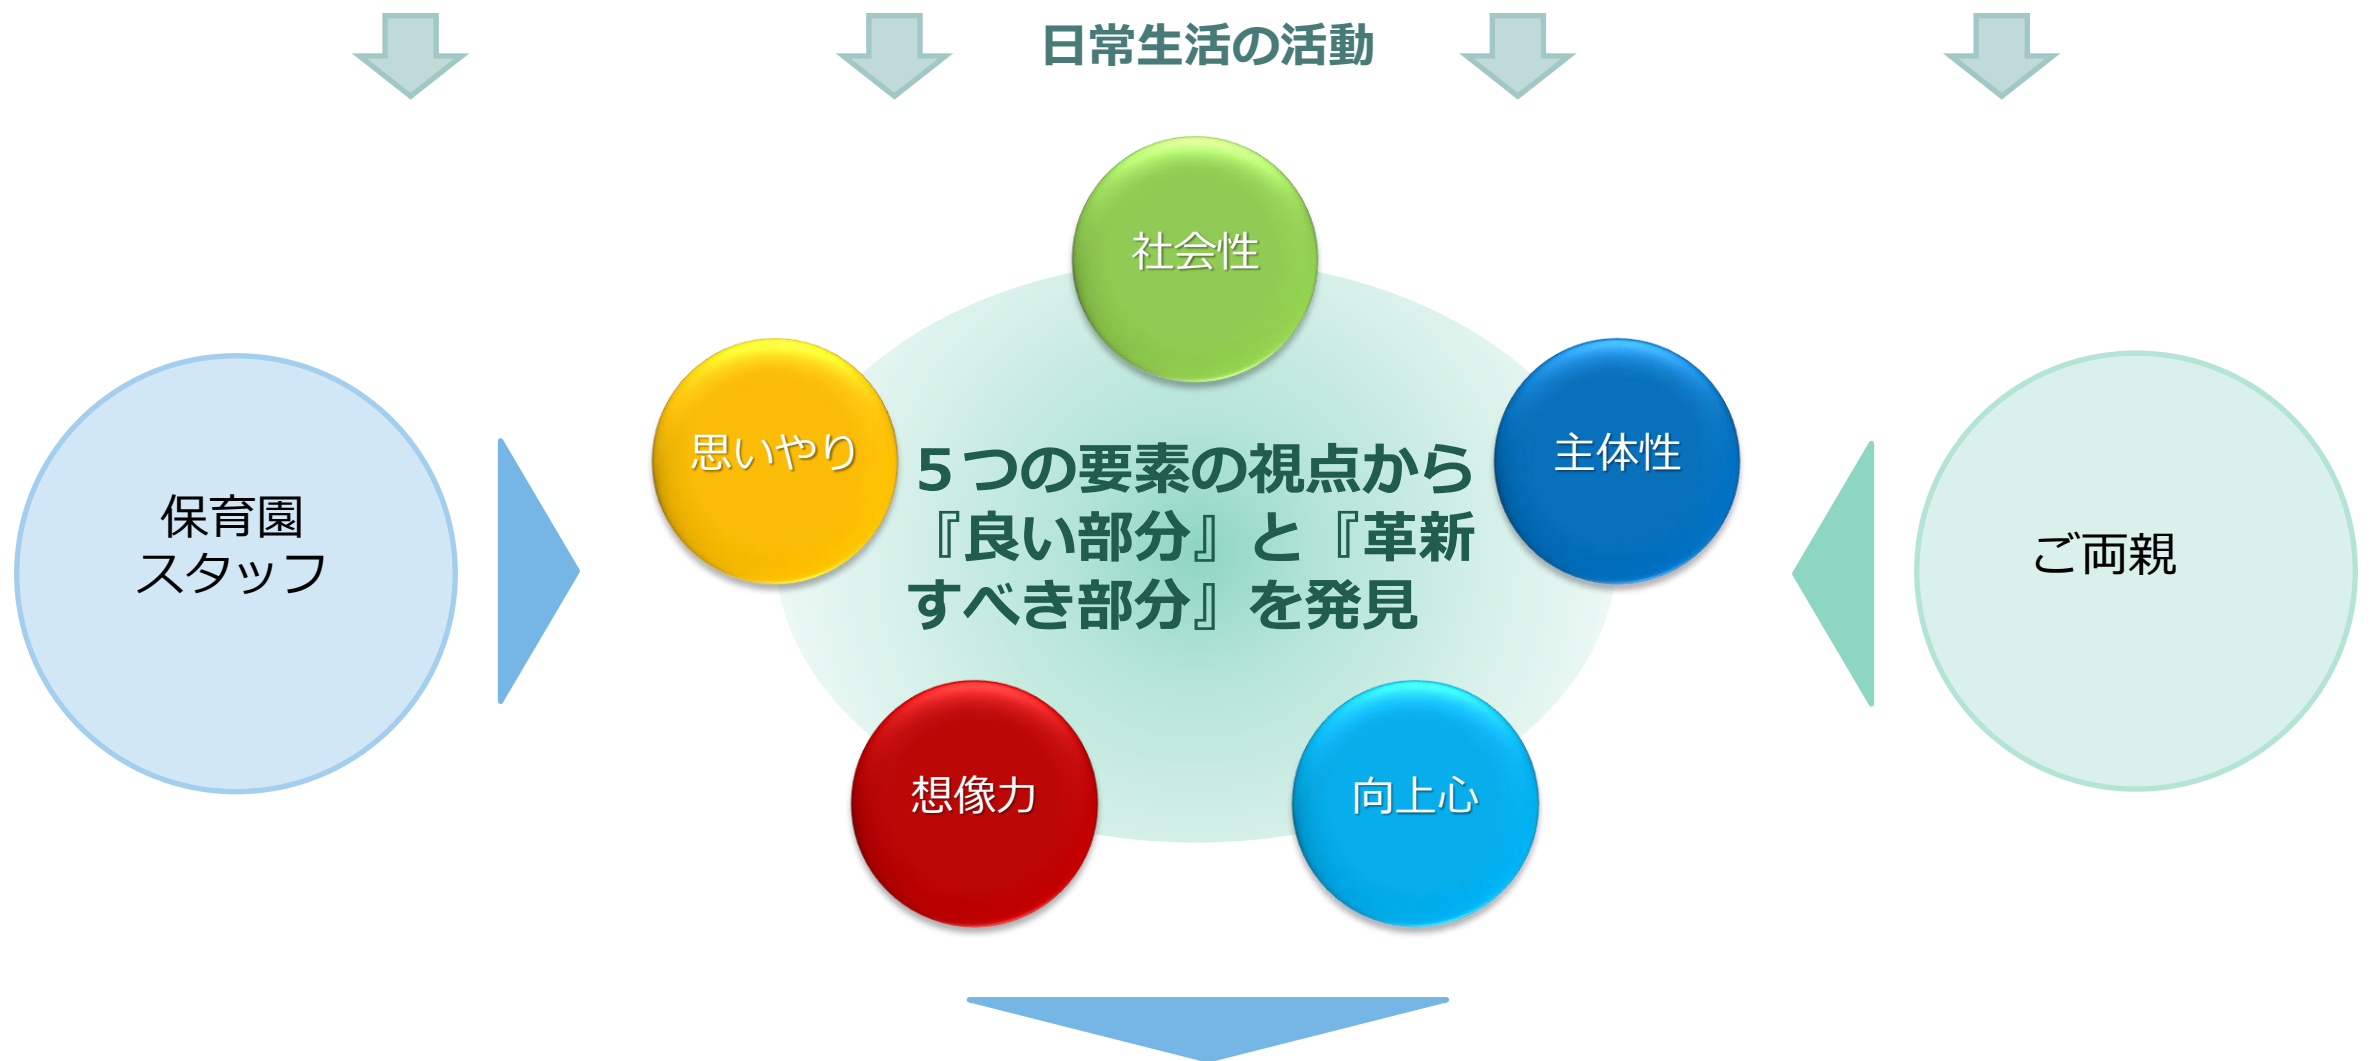 日常生活の活動
社会性
思いやり
主体性
５つの要素の視点から
『良い部分』と『革新
すべき部分』を発見
保育園
スタッフ
ご両親
想像力
向上心